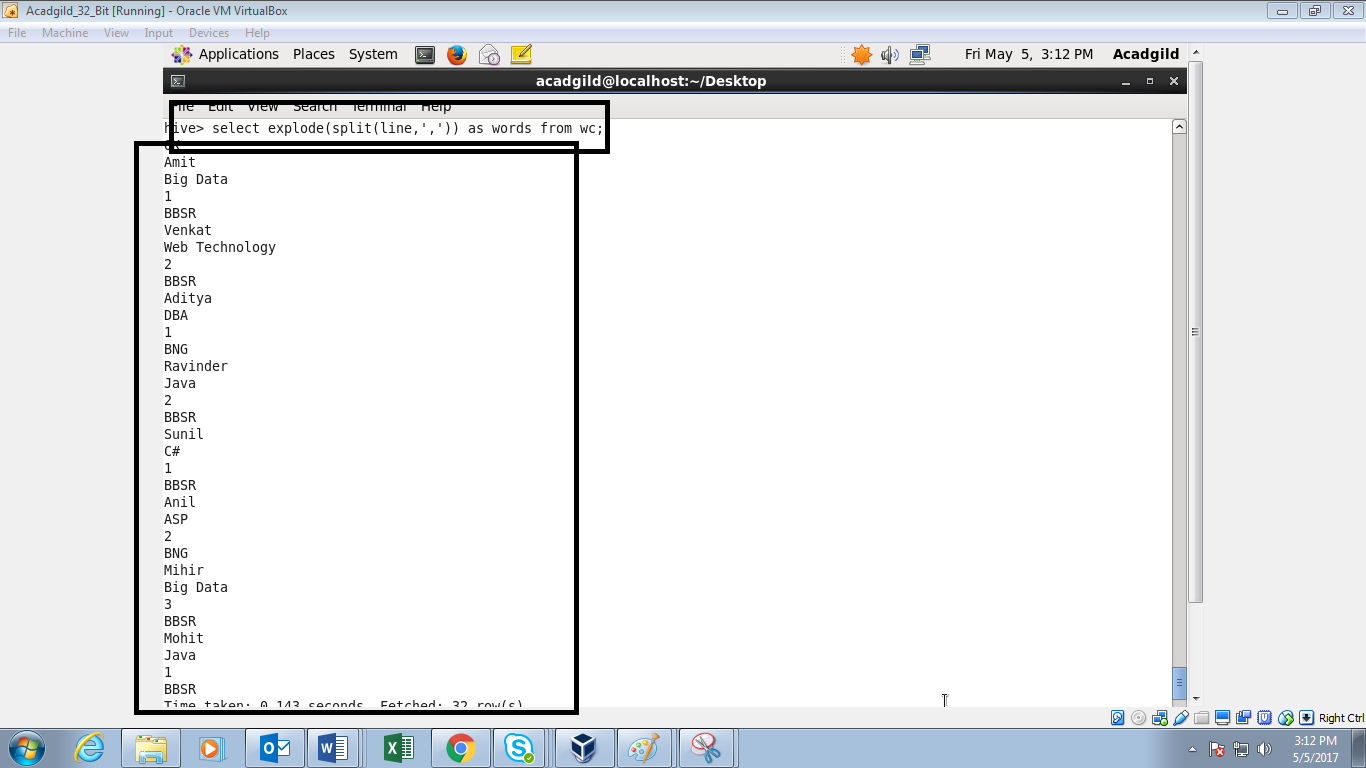 Acadgild_32_Bit [Running] - Oracle VM VirtualBox
File Machine View Input Devices Help
Applications Places System Fri May 5, 3:12 PM Acadgild
acadgild@localhost:~/Desktop
File Edit View Search Terminal Help
hive> select explode(split(line,',')) as words from wc;
OK
Amit
Big Data
1
BBSR
Venkat
Web Technology
2
BBSR
Aditya
DBA
1
BNG
Ravinder
Java
2
BBSR
Sunil
C#
1
BBSR
Anil
ASP
2
BNG
Mihir
Big Data
3
BBSR
Mohit
Java
1
BBSR
Time taken: 0.143 seconds, Fetched: 32 row(s)
Right Ctrl
3:12 PM
5/5/2017